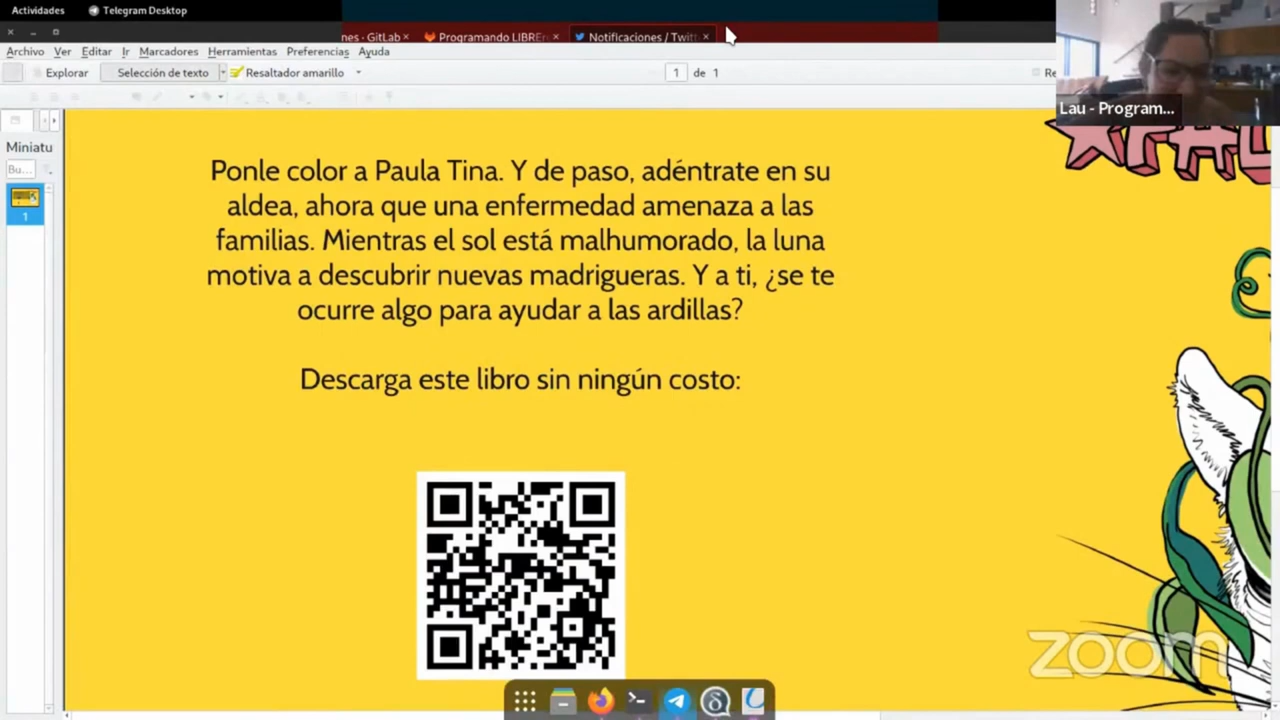 Actividades Telegram Desktop
nes · GitLab × Programando LIBREr × Notificaciones / Twitt ×
Archivo Ver Editar Ir Marcadores Herramientas Preferencias Ayuda
Explorar Selección de texto Resaltador amarillo 1 de 1 Re
Lau - Program...
Miniatu
Bu...
1
Ponle color a Paula Tina. Y de paso, adéntrate en su
aldea, ahora que una enfermedad amenaza a las
familias. Mientras el sol está malhumorado, la luna
motiva a descubrir nuevas madrigueras. Y a ti, ¿se te
ocurre algo para ayudar a las ardillas?
Descarga este libro sin ningún costo:
zoom